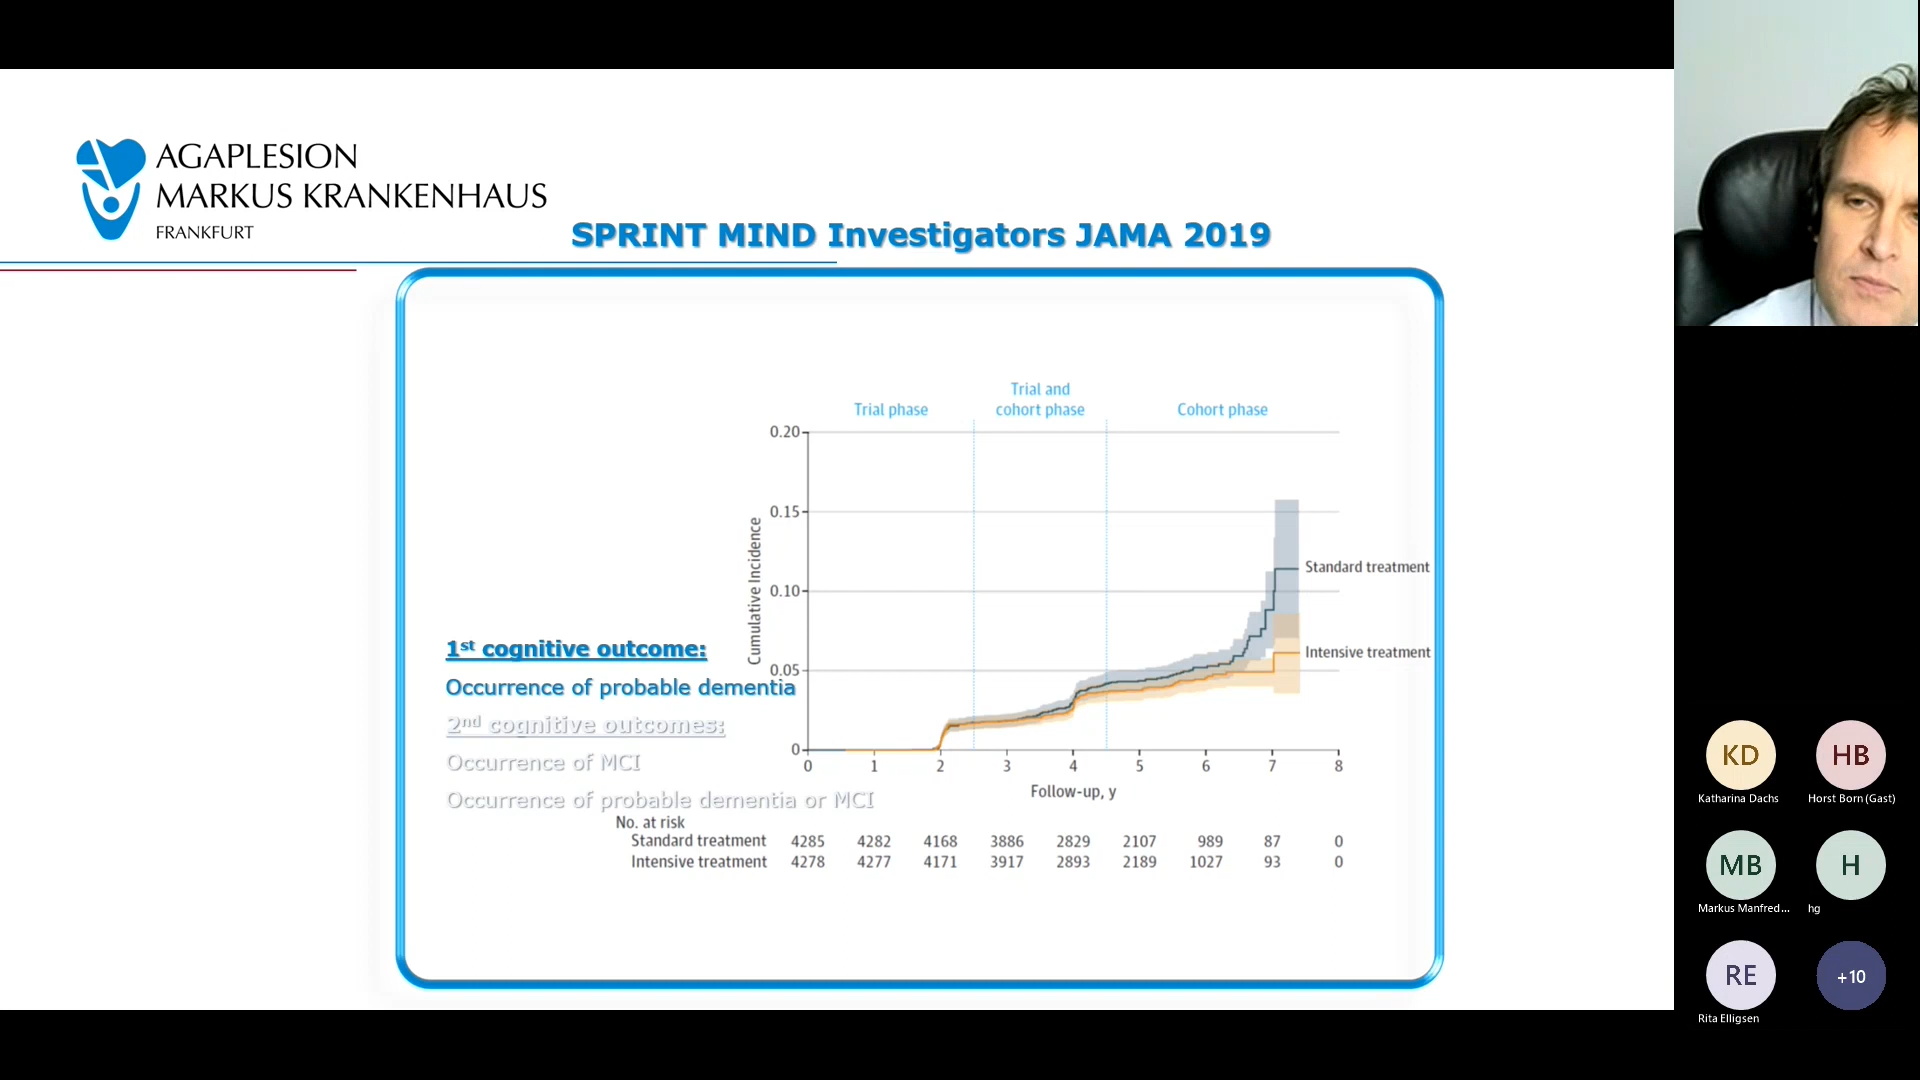 AGAPLESION
MARKUS KRANKENHAUS
FRANKFURT
SPRINT MIND Investigators JAMA 2019
Trial phase
Trial and
cohort phase
Cohort phase
0.20
0.15
0.10
0.05
0
Cumulative Incidence
Standard treatment
Intensive treatment
0 1 2 3 4 5 6 7 8
Follow-up, y
1st cognitive outcome:
Occurrence of probable dementia
2nd cognitive outcomes:
Occurrence of MCI
Occurrence of probable dementia or MCI
No. at risk
Standard treatment 4285 4282 4168 3886 2829 2107 989 87 0
Intensive treatment 4278 4277 4171 3917 2893 2189 1027 93 0
KD
Katharina Dachs
HB
Horst Born (Gast)
MB
Markus Manfred...
H
hg
RE
Rita Elligsen
+10